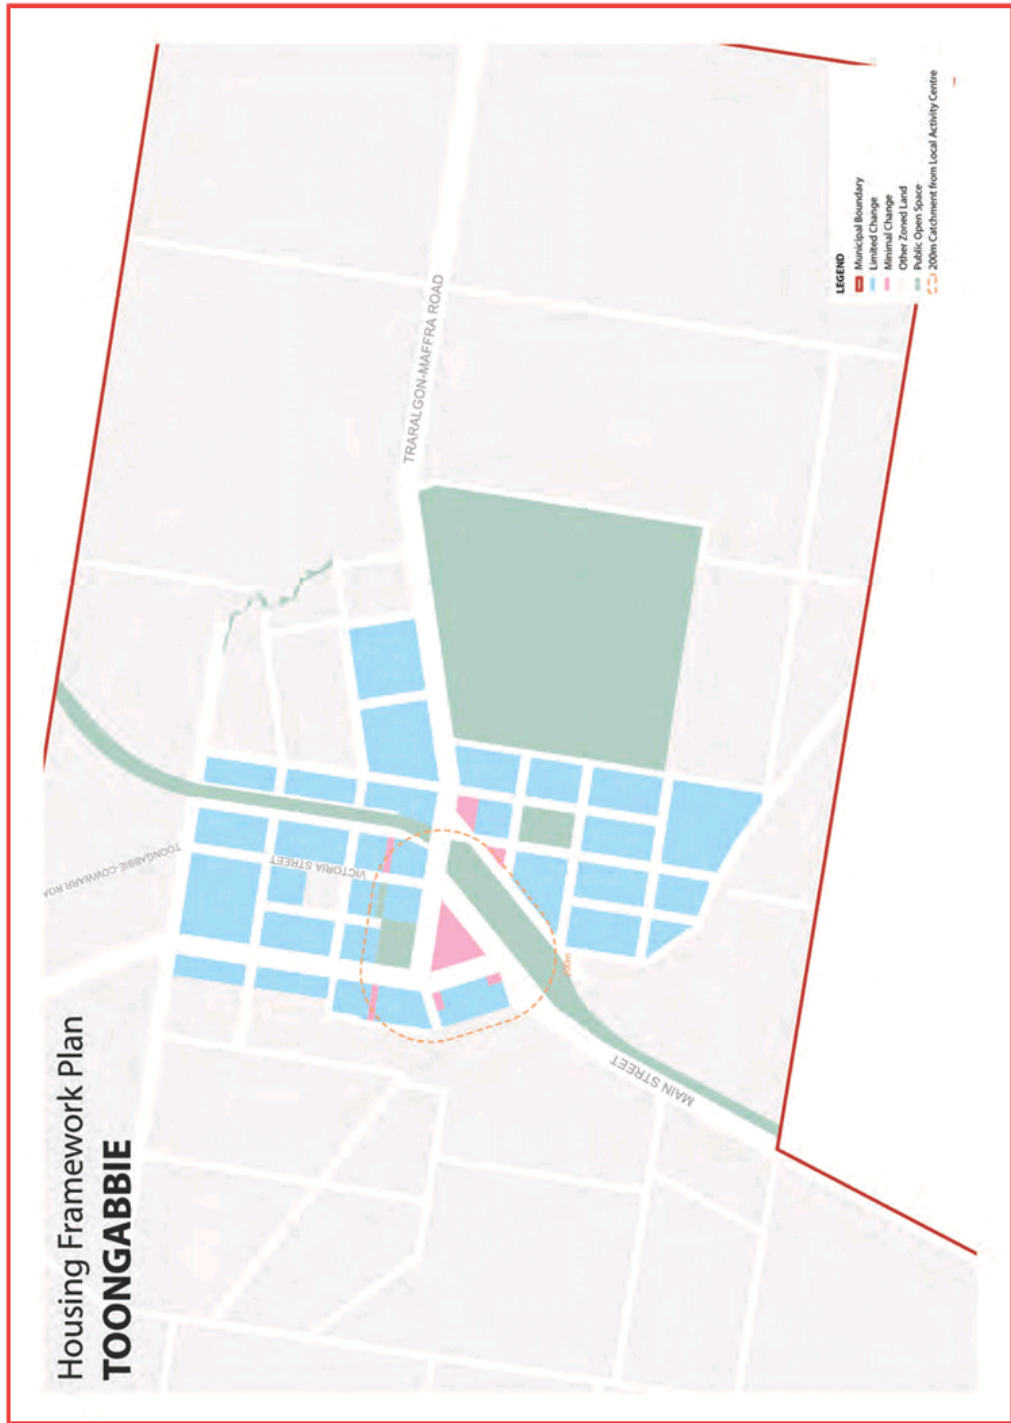 Housing Framework Plan
TOONGABBIE
TOONGABBIE-COWWARR ROA
VICTORIA STREET
TRARALGON-MAFFRA ROAD
MAIN STREET
LEGEND
Municipal Boundary
Limited Change
Minimal Change
Other Zoned Land
Public Open Space
200m Catchment from Local Activity Centre